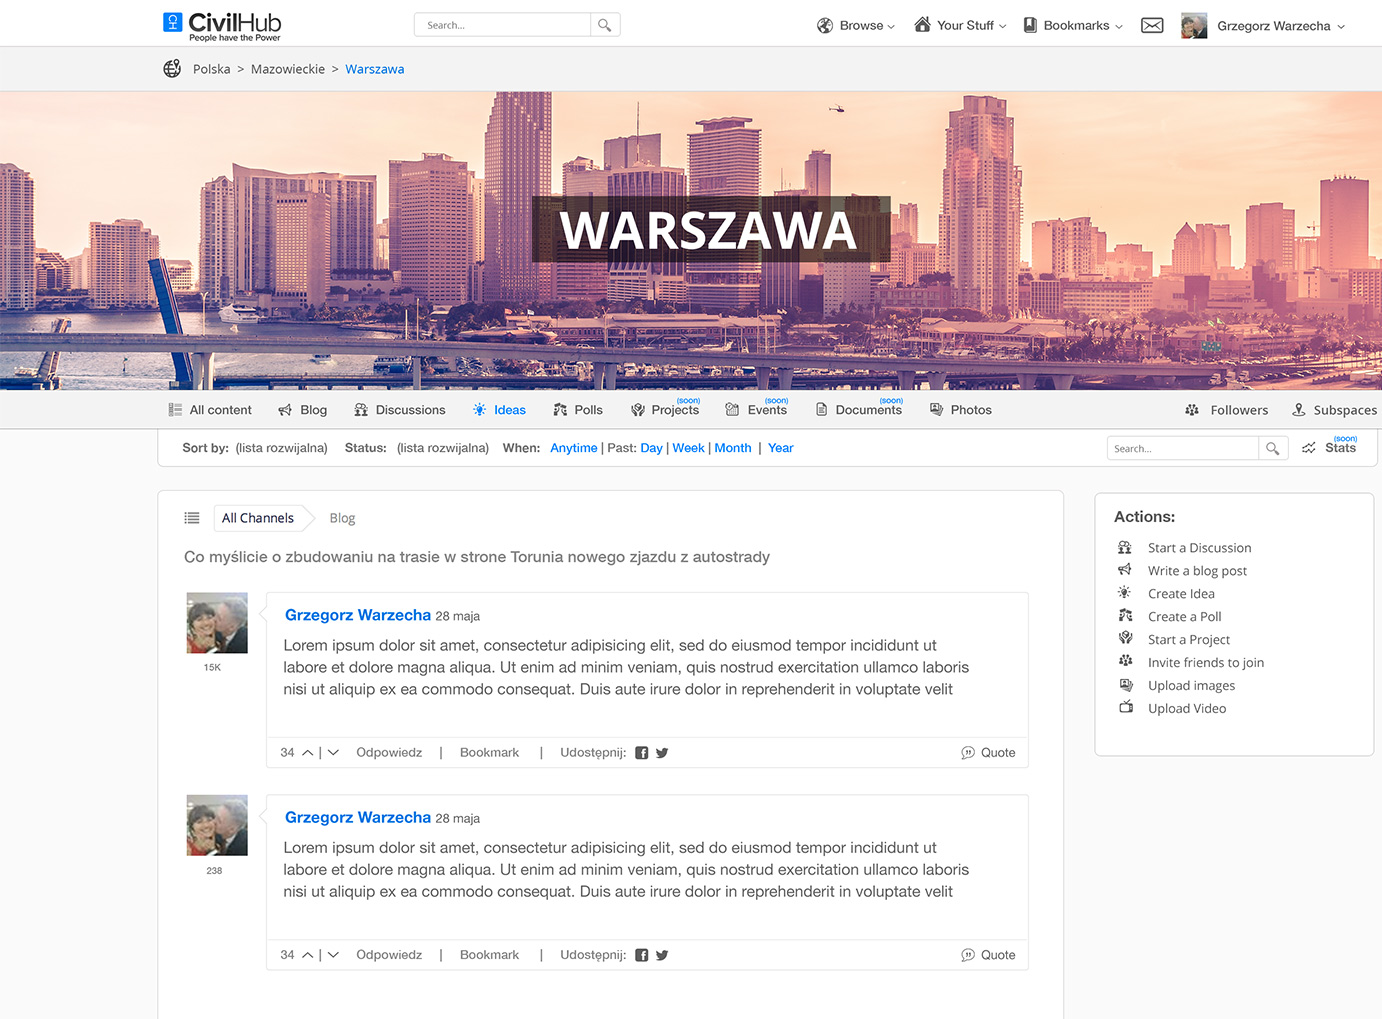 CivilHub
People have the Power
Search...
Browse
Your Stuff
Bookmarks
Grzegorz Warzecha
Polska > Mazowieckie > Warszawa
WARSZAWA
All content
Blog
Discussions
Ideas
Polls
Projects (soon)
Events (soon)
Documents (soon)
Photos
Followers
Subspaces
Sort by: (lista rozwijalna) Status: (lista rozwijalna) When: Anytime | Past: Day | Week | Month | Year
Search...
Stats (soon)
All Channels
Blog
Co myślicie o zbudowaniu na trasie w strone Torunia nowego zjazdu z autostrady
15K
Grzegorz Warzecha 28 maja
Lorem ipsum dolor sit amet, consectetur adipisicing elit, sed do eiusmod tempor incididunt ut
labore et dolore magna aliqua. Ut enim ad minim veniam, quis nostrud exercitation ullamco laboris
nisi ut aliquip ex ea commodo consequat. Duis aute irure dolor in reprehenderit in voluptate velit
34 | Odpowiedz | Bookmark | Udostępnij: Quote
238
Grzegorz Warzecha 28 maja
Lorem ipsum dolor sit amet, consectetur adipisicing elit, sed do eiusmod tempor incididunt ut
labore et dolore magna aliqua. Ut enim ad minim veniam, quis nostrud exercitation ullamco laboris
nisi ut aliquip ex ea commodo consequat. Duis aute irure dolor in reprehenderit in voluptate velit
34 | Odpowiedz | Bookmark | Udostępnij: Quote
Actions:
Start a Discussion
Write a blog post
Create Idea
Create a Poll
Start a Project
Invite friends to join
Upload images
Upload Video